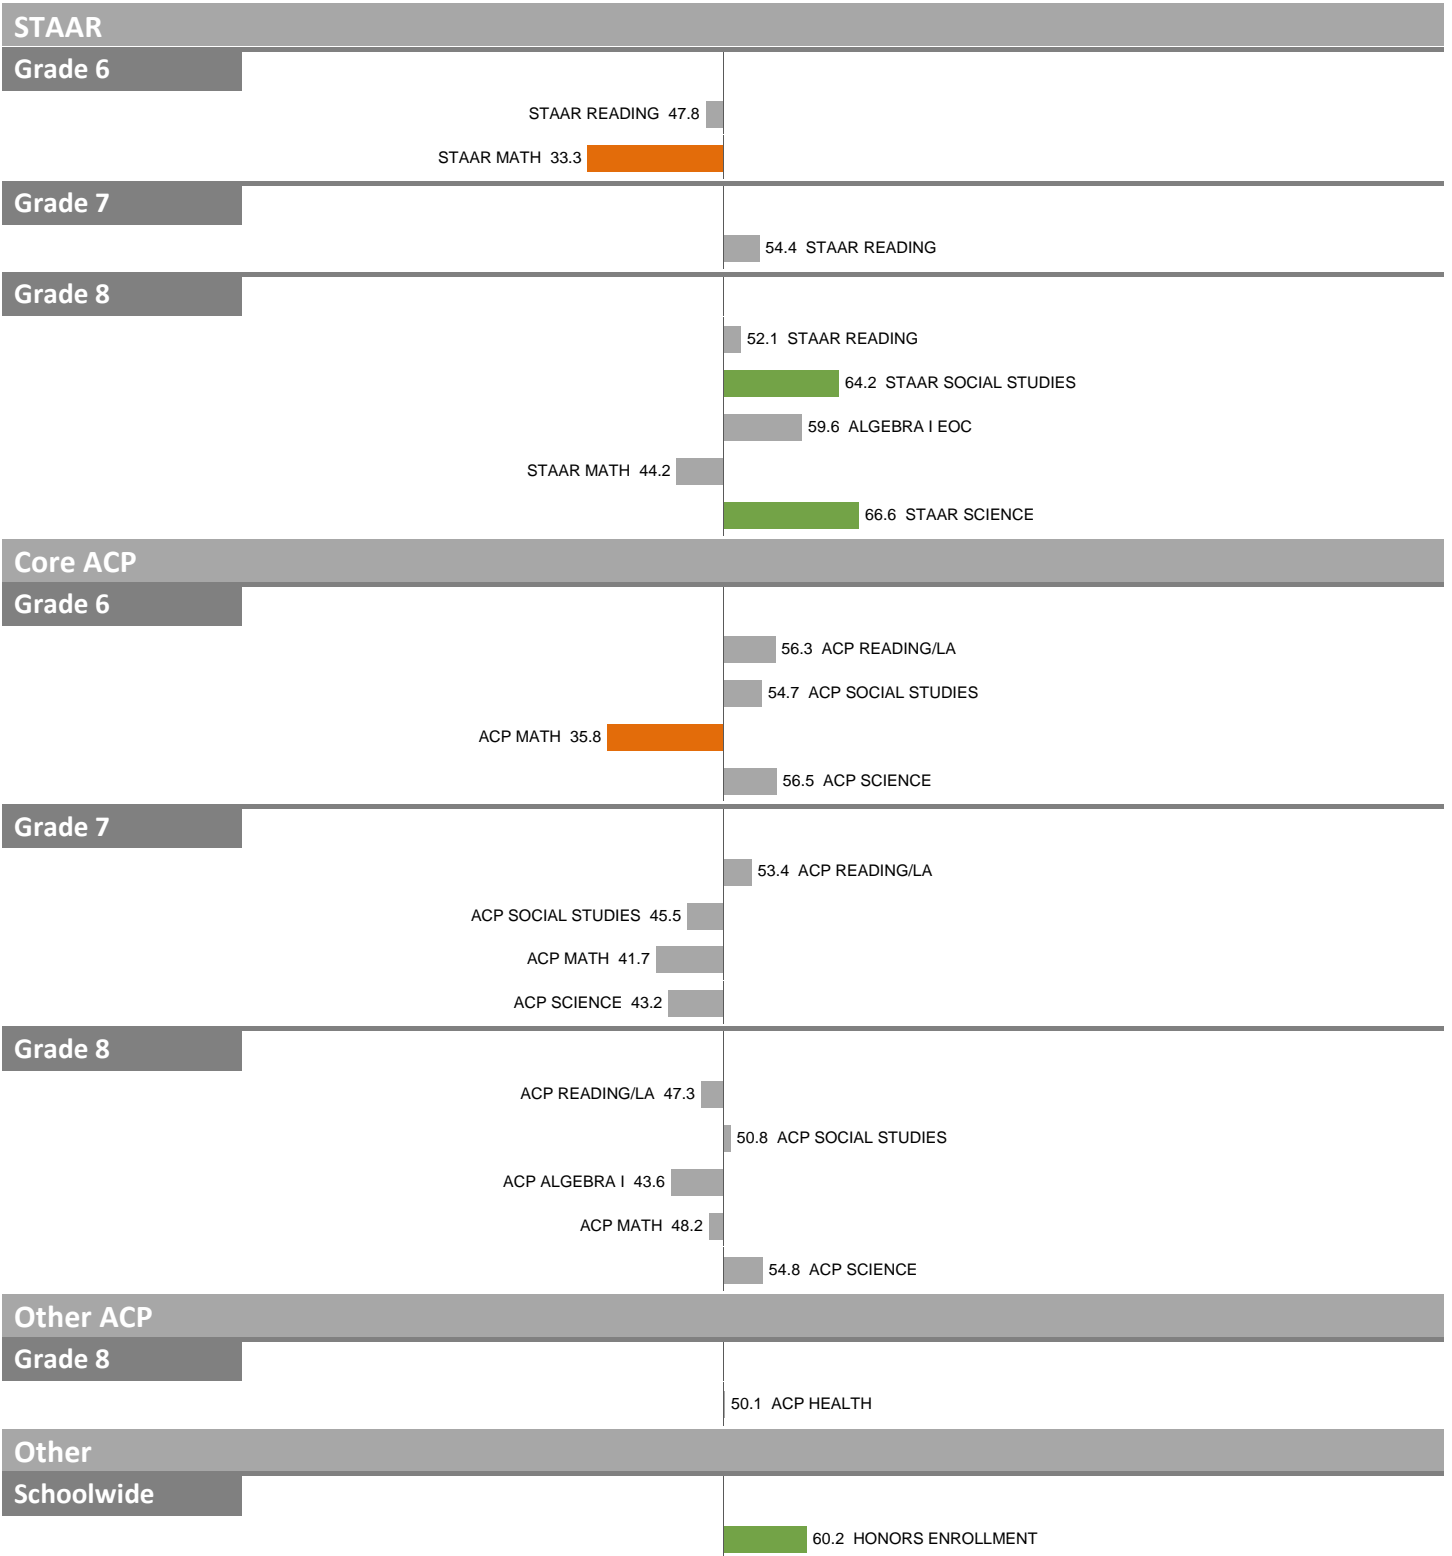 STAAR
Grade 6
STAAR READING 47.8
STAAR MATH 33.3
Grade 7
54.4 STAAR READING
Grade 8
52.1 STAAR READING
64.2 STAAR SOCIAL STUDIES
59.6 ALGEBRA I EOC
STAAR MATH 44.2
66.6 STAAR SCIENCE
Core ACP
Grade 6
56.3 ACP READING/LA
54.7 ACP SOCIAL STUDIES
ACP MATH 35.8
56.5 ACP SCIENCE
Grade 7
53.4 ACP READING/LA
ACP SOCIAL STUDIES 45.5
ACP MATH 41.7
ACP SCIENCE 43.2
Grade 8
ACP READING/LA 47.3
50.8 ACP SOCIAL STUDIES
ACP ALGEBRA I 43.6
ACP MATH 48.2
54.8 ACP SCIENCE
Other ACP
Grade 8
50.1 ACP HEALTH
Other
Schoolwide
60.2 HONORS ENROLLMENT